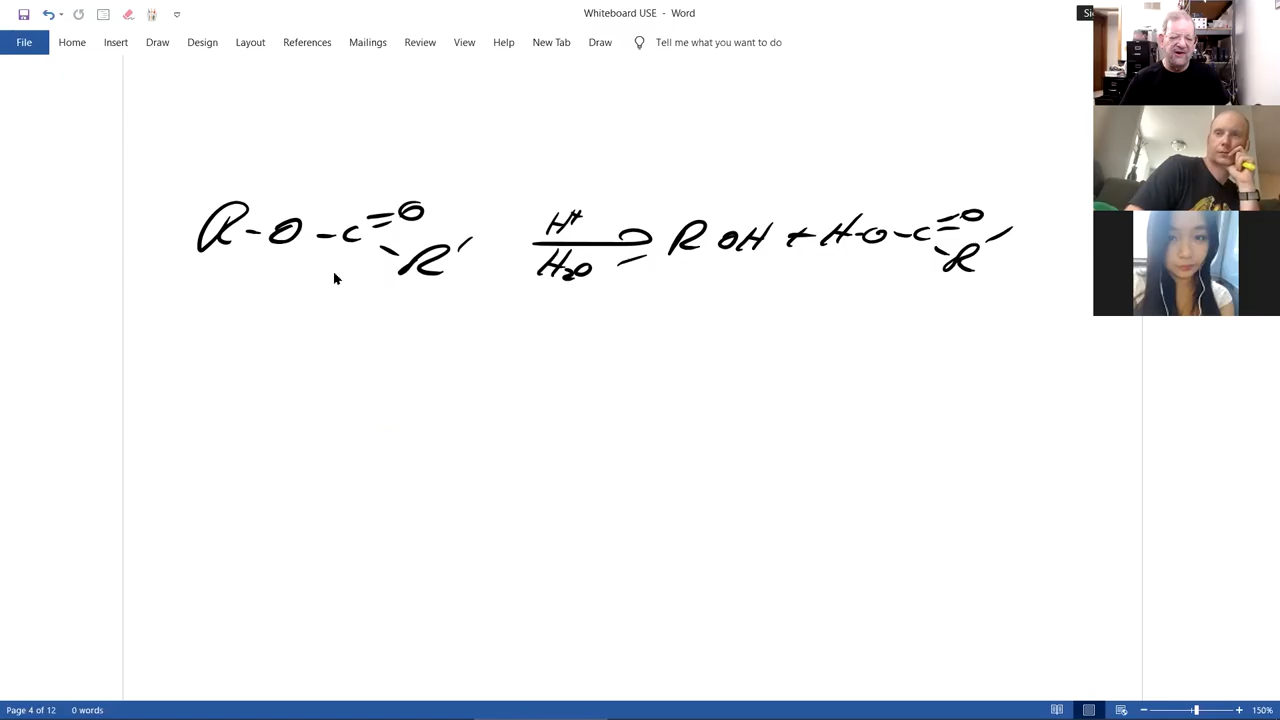 Whiteboard USE - Word
File Home Insert Draw Design Layout References Mailings Review View Help New Tab Draw Tell me what you want to do
R-O-C=O H+ ROH + H-O-C=O
-R' H2O -R'
Page 4 of 12 0 words 150%